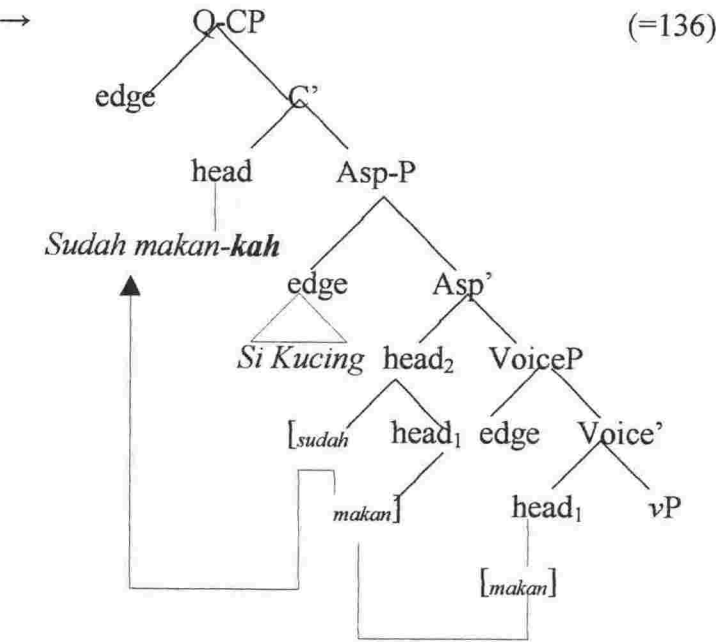 → Q-CP (=136)
edge C’
head Asp-P
Sudah makan-kah
edge Asp’
Si Kucing head₂ VoiceP
[sudah head₁ edge Voice’
makan] head₁ vP
[makan]